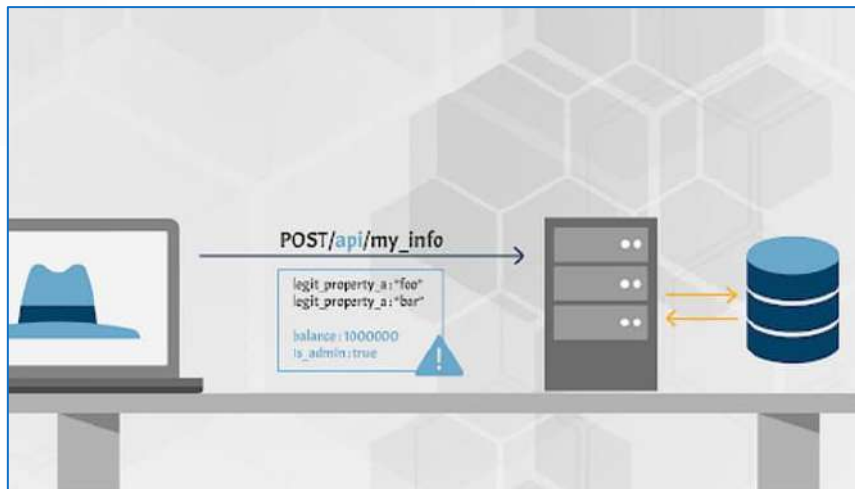 POST/api/my_info
legit_property_a:"foo"
legit_property_a:"bar"
balance:1000000
is_admin:true
!